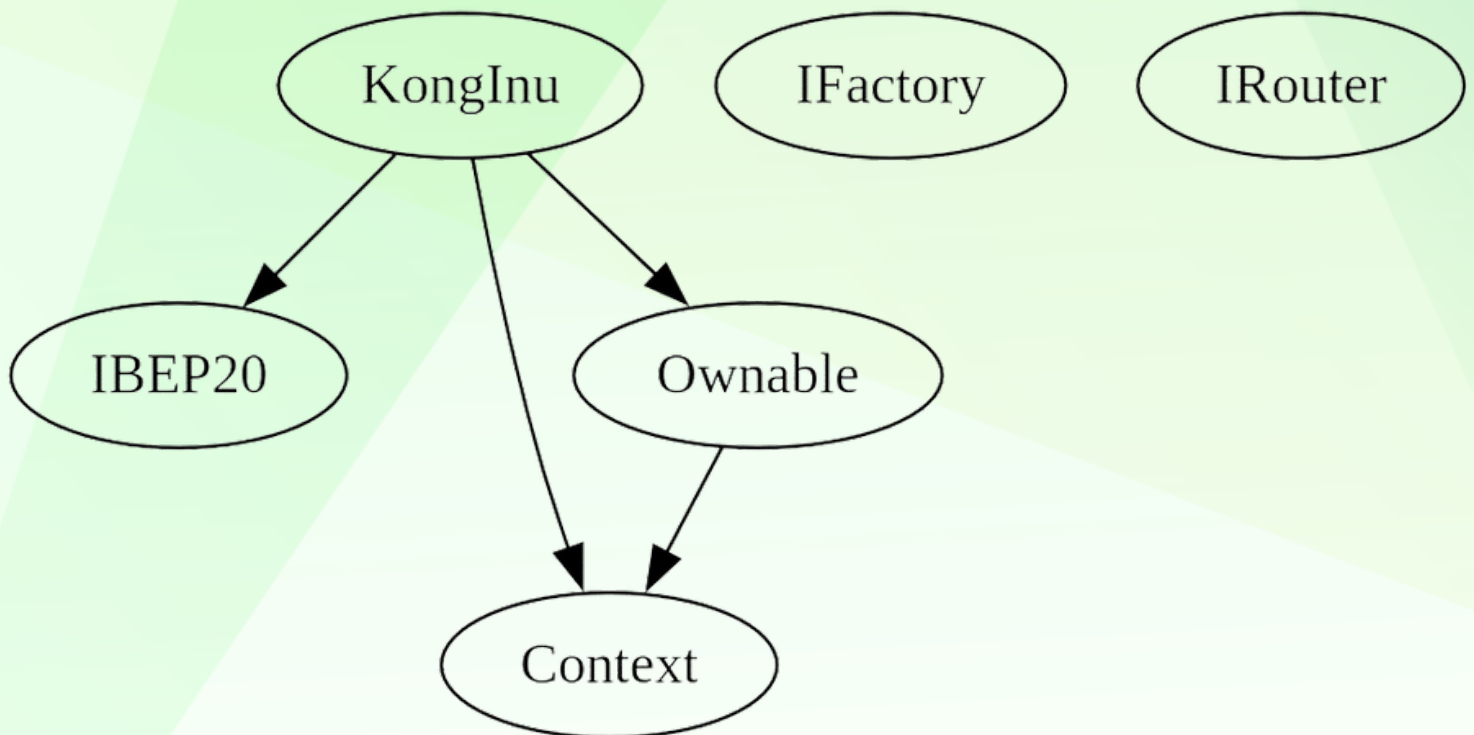 KongInu
IFactory
IRouter
IBEP20
Ownable
Context